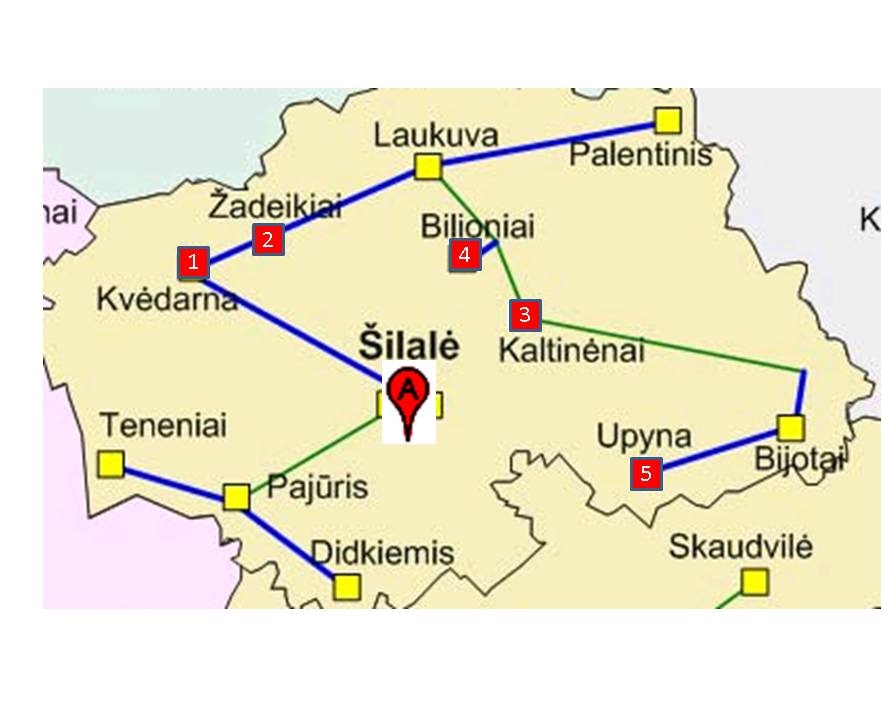 Laukuva
Palentinis
Žadeikiai
nai
Bilioniai
K
2
1
4
Kvėdarna
3
Šilalė
Kaltinėnai
A
Teneniai
Upyna
Bijotai
5
Pajūris
Didkiemis
Skaudvilė